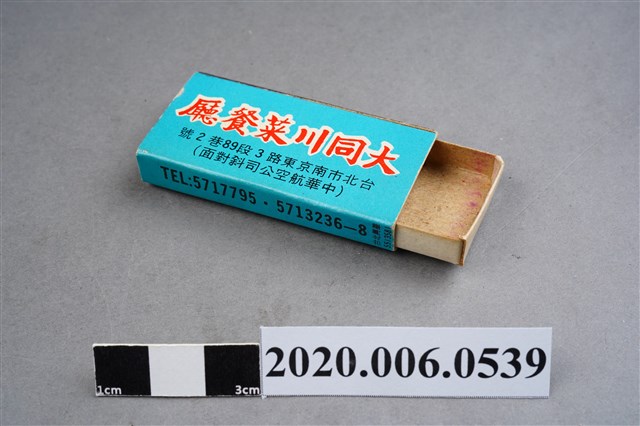 大同川菜餐廳
台北市南京東路3段89巷2號
(中華航空公司斜對面)
TEL:5717795・5713236—8
1cm 3cm
2020.006.0539